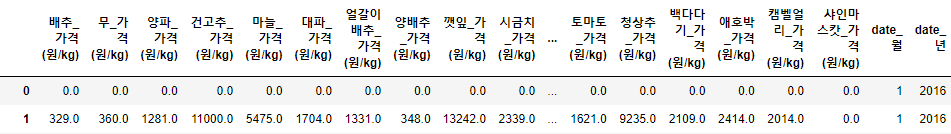 배추_가격(원/kg) 무_가격(원/kg) 양파_가격(원/kg) 건고추_가격(원/kg) 마늘_가격(원/kg) 대파_가격(원/kg) 얼갈이배추_가격(원/kg) 양배추_가격(원/kg) 깻잎_가격(원/kg) 시금치_가격(원/kg) ... 토마토_가격(원/kg) 청상추_가격(원/kg) 백다다기_가격(원/kg) 애호박_가격(원/kg) 캠벨얼리_가격(원/kg) 샤인마스캇_가격(원/kg) date_월 date_년
0 0.0 0.0 0.0 0.0 0.0 0.0 0.0 0.0 0.0 0.0 ... 0.0 0.0 0.0 0.0 0.0 0.0 1 2016
1 329.0 360.0 1281.0 11000.0 5475.0 1704.0 1331.0 348.0 13242.0 2339.0 ... 1621.0 9235.0 2109.0 2414.0 2014.0 0.0 1 2016